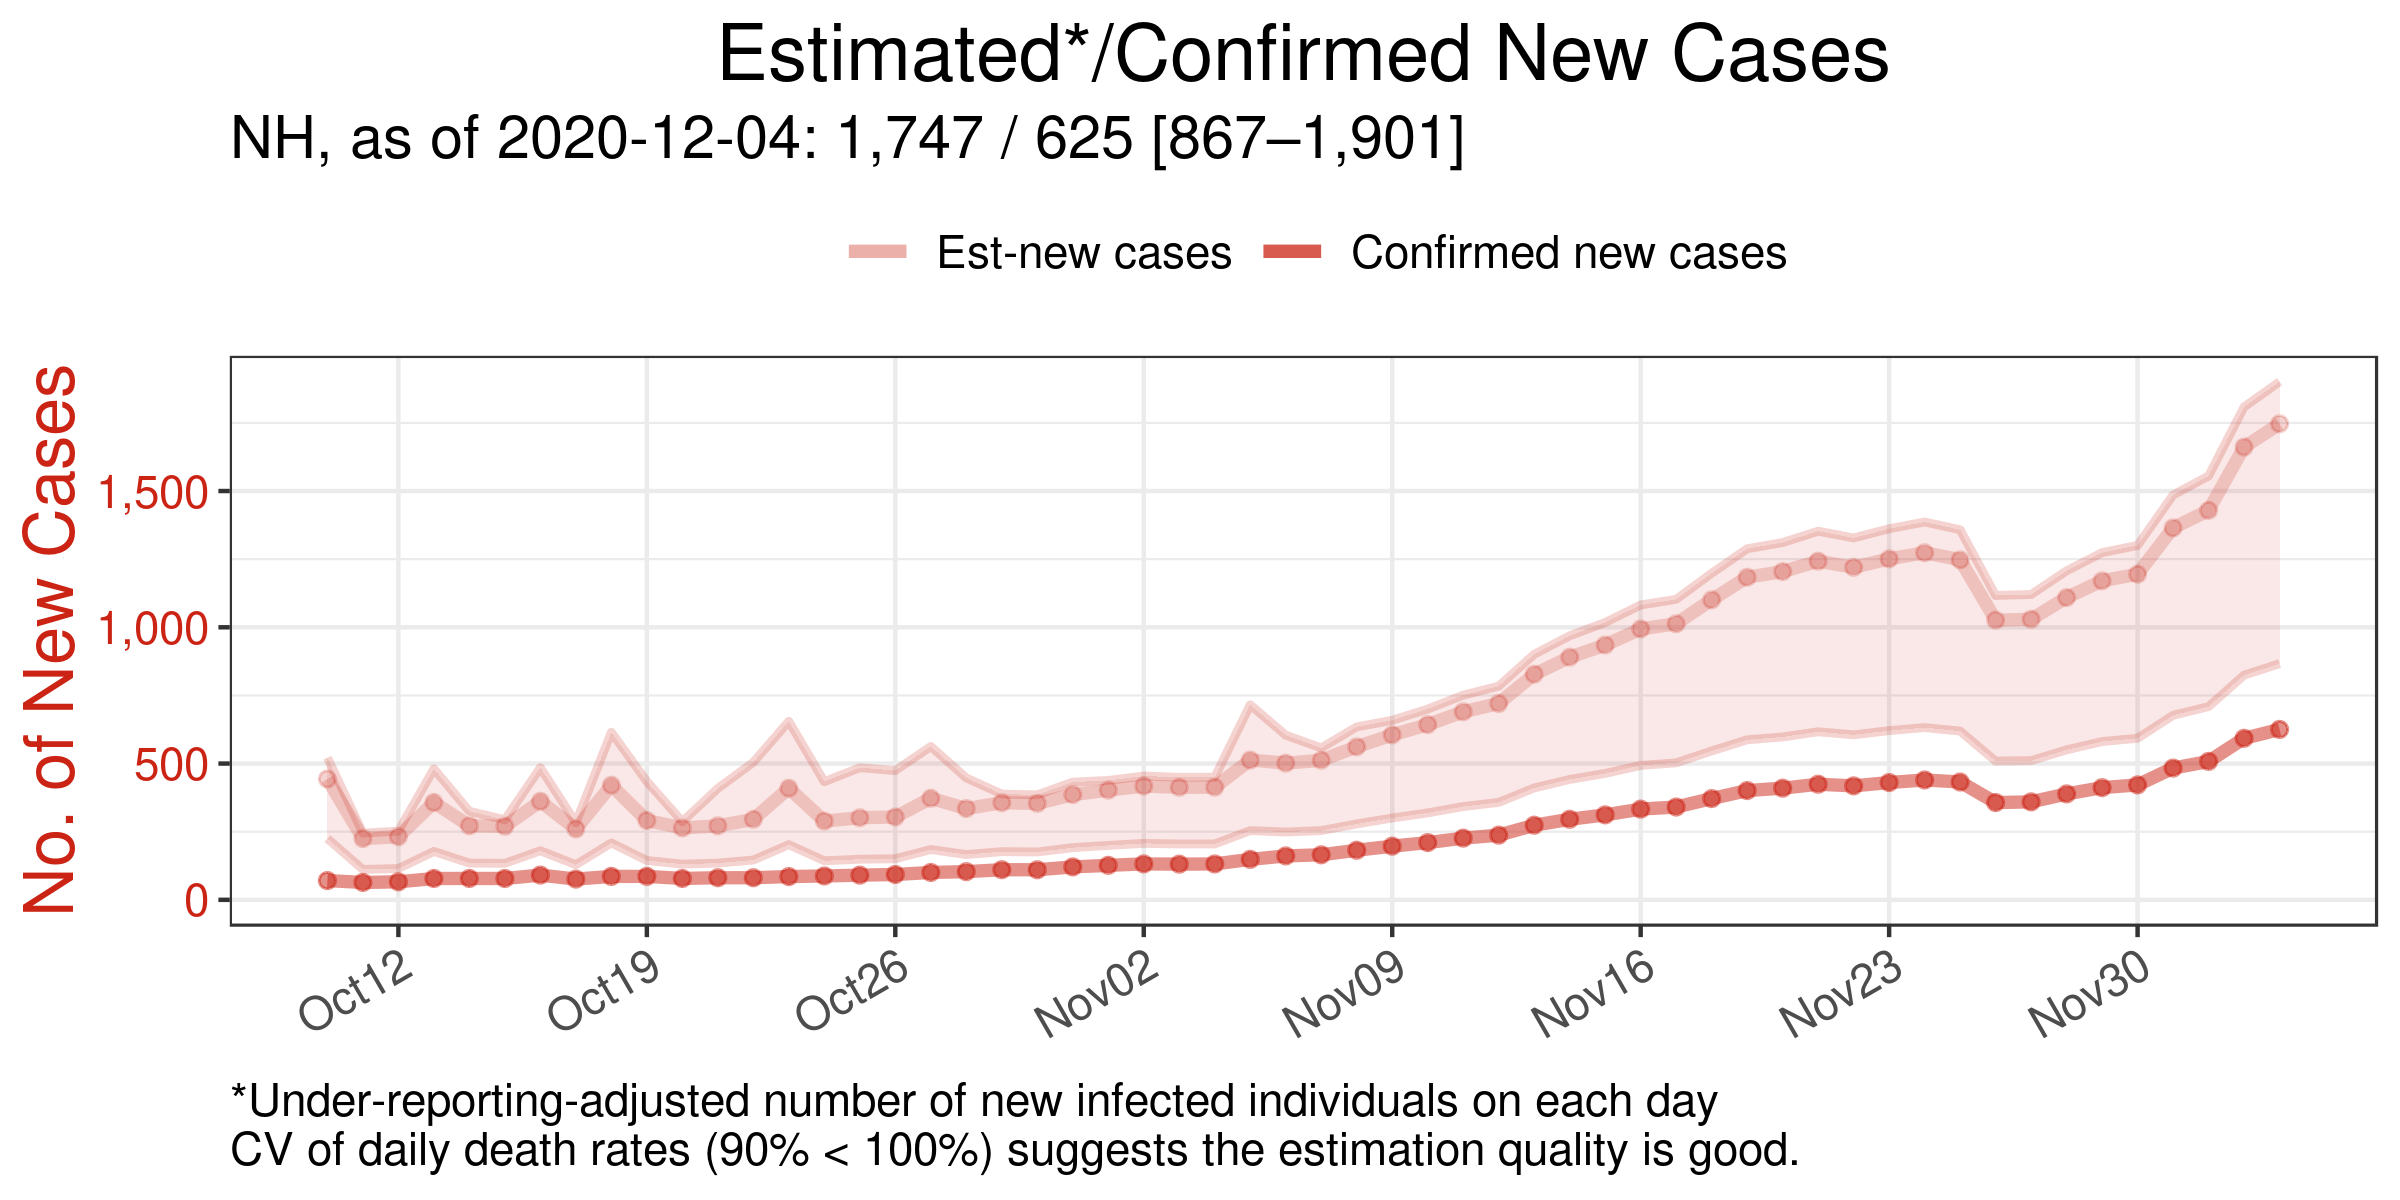 Estimated*/Confirmed New Cases
NH, as of 2020-12-04: 1,747 / 625 [867–1,901]
Est-new cases
Confirmed new cases
No. of New Cases
1,500
1,000
500
0
Oct12
Oct19
Oct26
Nov02
Nov09
Nov16
Nov23
Nov30
*Under-reporting-adjusted number of new infected individuals on each day
CV of daily death rates (90% < 100%) suggests the estimation quality is good.